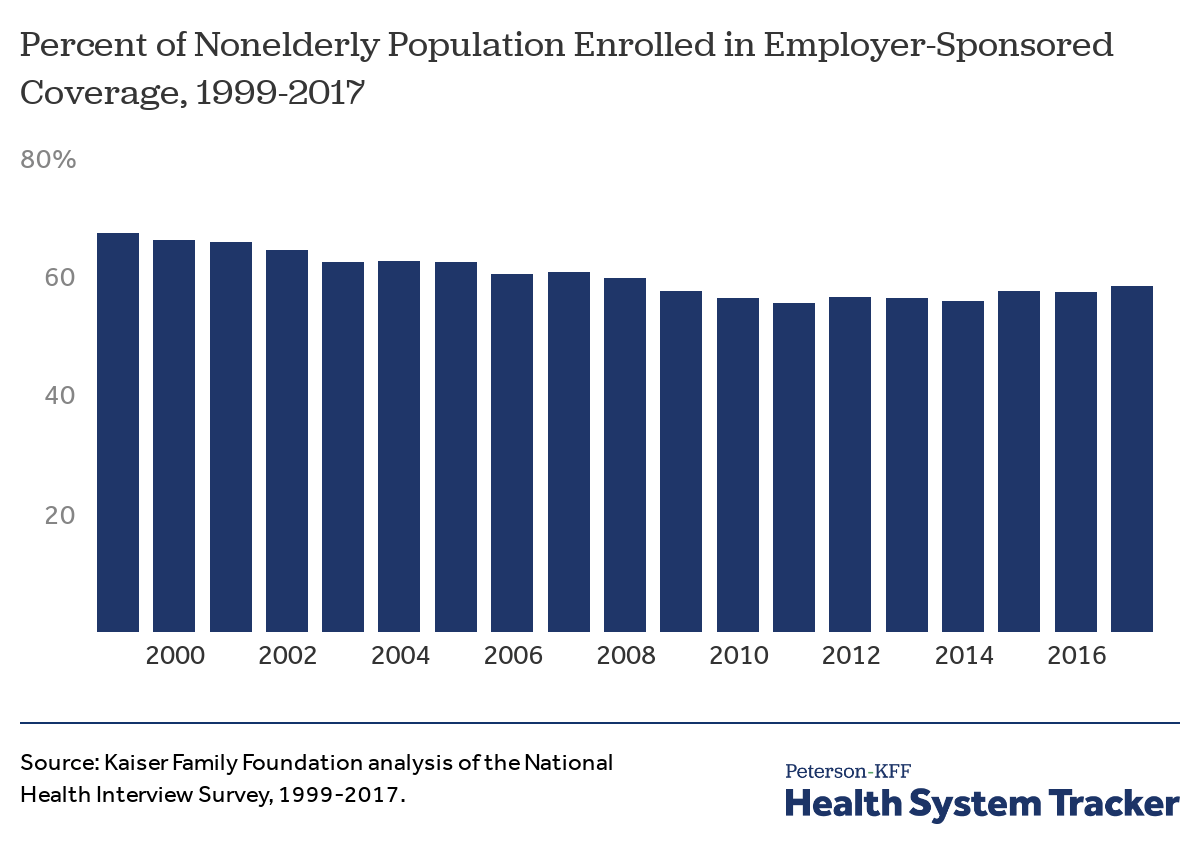 Percent of Nonelderly Population Enrolled in Employer-Sponsored
Coverage, 1999-2017
80%
60
40
20
2000 2002 2004 2006 2008 2010 2012 2014 2016
Source: Kaiser Family Foundation analysis of the National
Health Interview Survey, 1999-2017.
Peterson-KFF
Health System Tracker